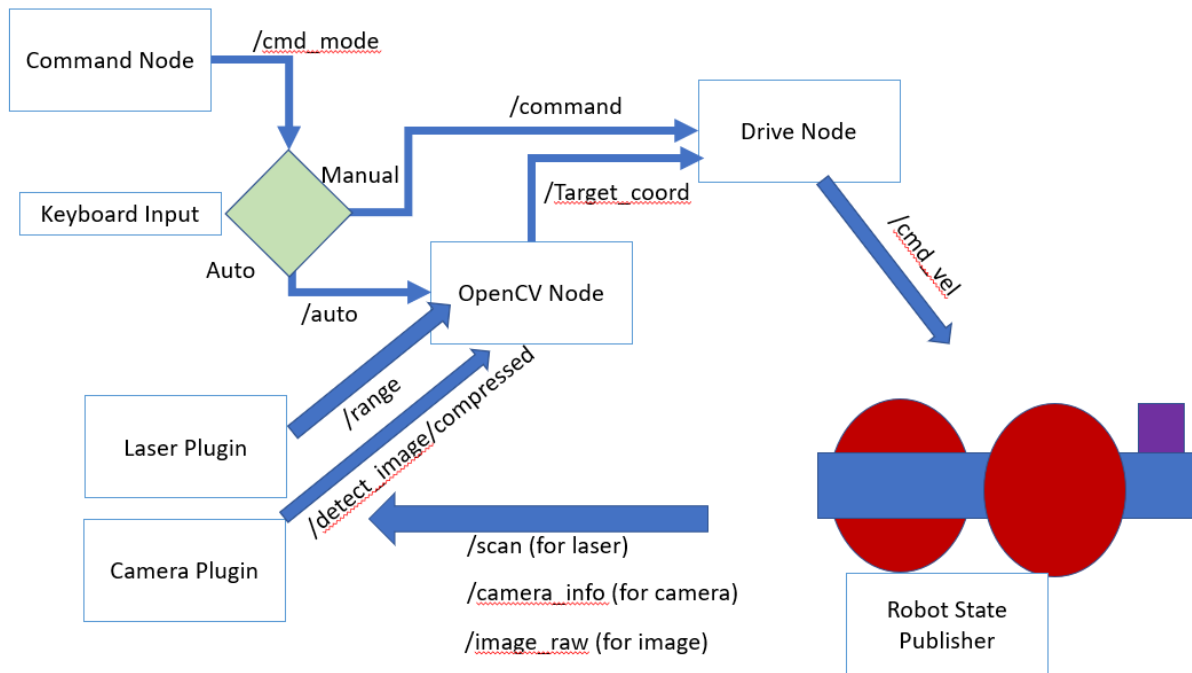 /cmd_mode
Command Node
/command
Drive Node
Manual
/Target_coord
Keyboard Input
/cmd_vel
Auto
OpenCV Node
/auto
/range
Laser Plugin
/detect_image/compressed
/scan (for laser)
Camera Plugin
/camera_info (for camera)
/image_raw (for image)
Robot State
Publisher